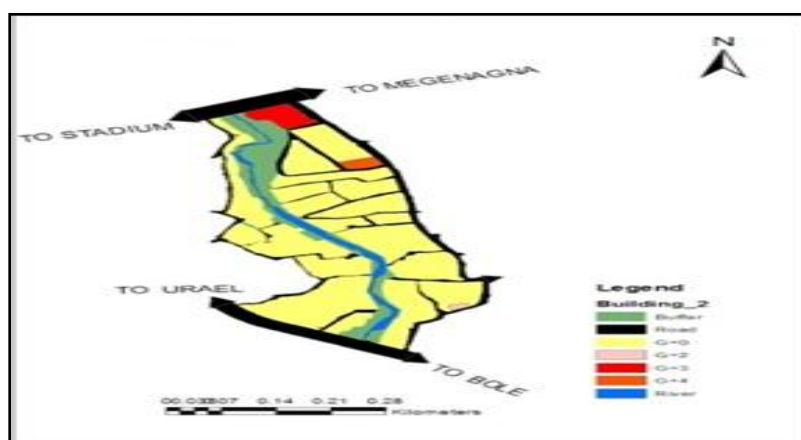 N
TO MEGENAGNA
TO STADIUM
TO URAEL
TO BOLE
Legend
Building_2
Buffer
Road
G+0
G+2
G+3
G+4
River
0.14 0.21 0.28
Kilometers